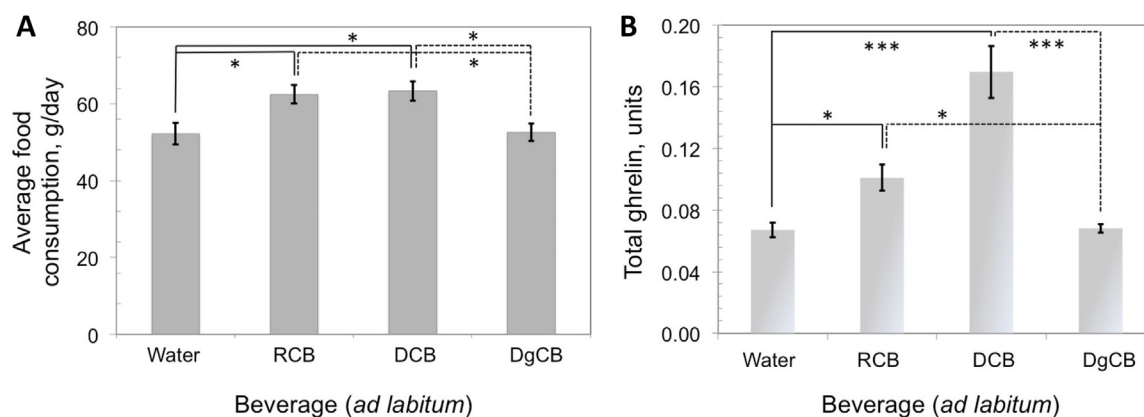 A
Average food
consumption, g/day
80
60
40
20
0
* *
* *
Water RCB DCB DgCB
Beverage (ad labitum)
B
Total ghrelin, units
0.20
0.16
0.12
0.08
0.04
0.00
*** ***
* *
Water RCB DCB DgCB
Beverage (ad labitum)